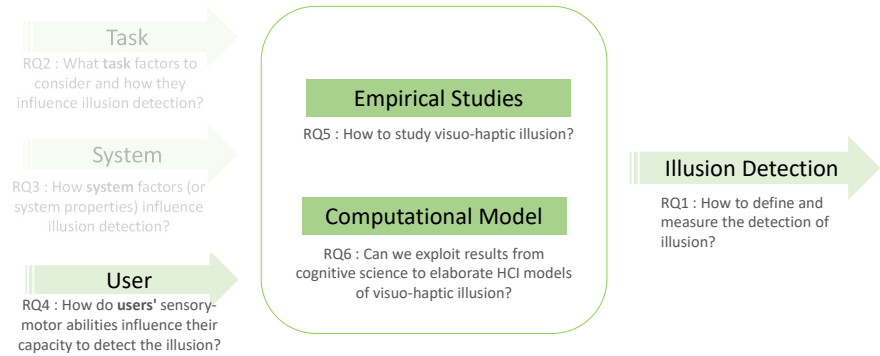 Task
RQ2 : What task factors to
consider and how they
influence illusion detection?
System
RQ3 : How system factors (or
system properties) influence
illusion detection?
User
RQ4 : How do users' sensory-
motor abilities influence their
capacity to detect the illusion?
Empirical Studies
RQ5 : How to study visuo-haptic illusion?
Computational Model
RQ6 : Can we exploit results from
cognitive science to elaborate HCI models
of visuo-haptic illusion?
Illusion Detection
RQ1 : How to define and
measure the detection of
illusion?